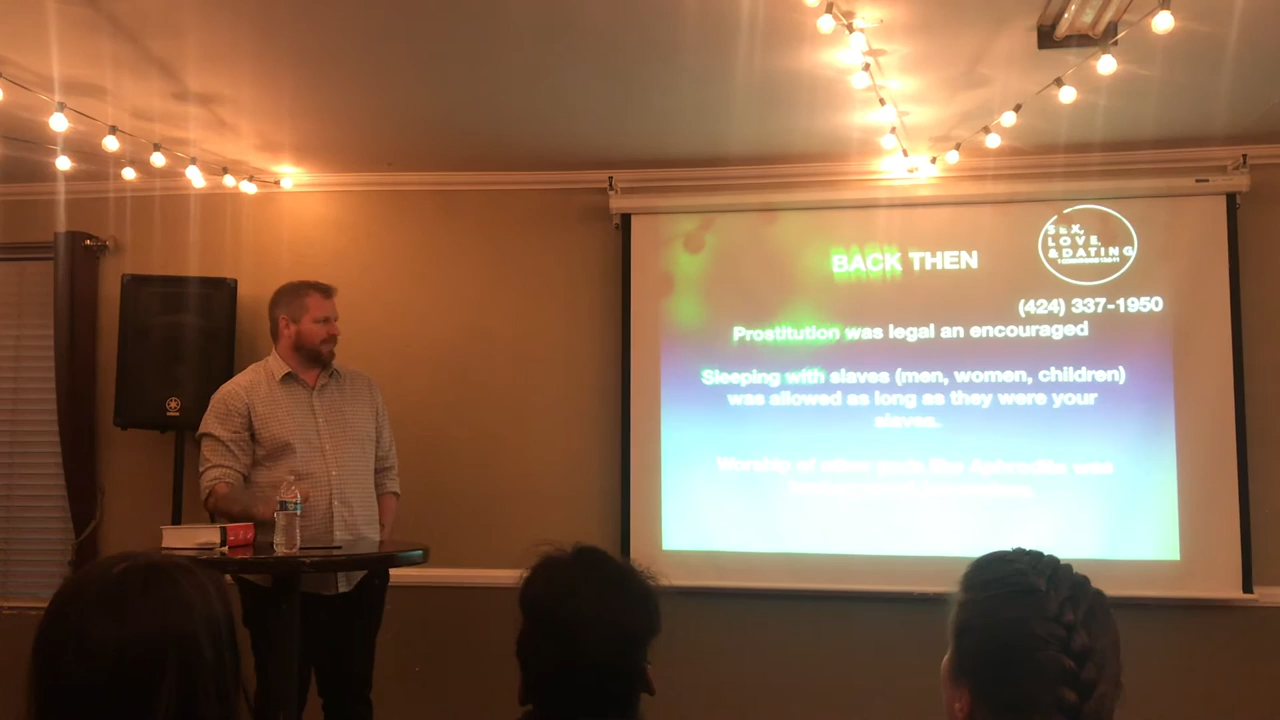 BACK THEN
SEX,
LOVE,
&DATING
(424) 337-1950
Prostitution was legal an encouraged
Sleeping with slaves (men, women, children)
was allowed as long as they were your
slaves.
Worship of other gods like Aphrodite was
YAMAHA